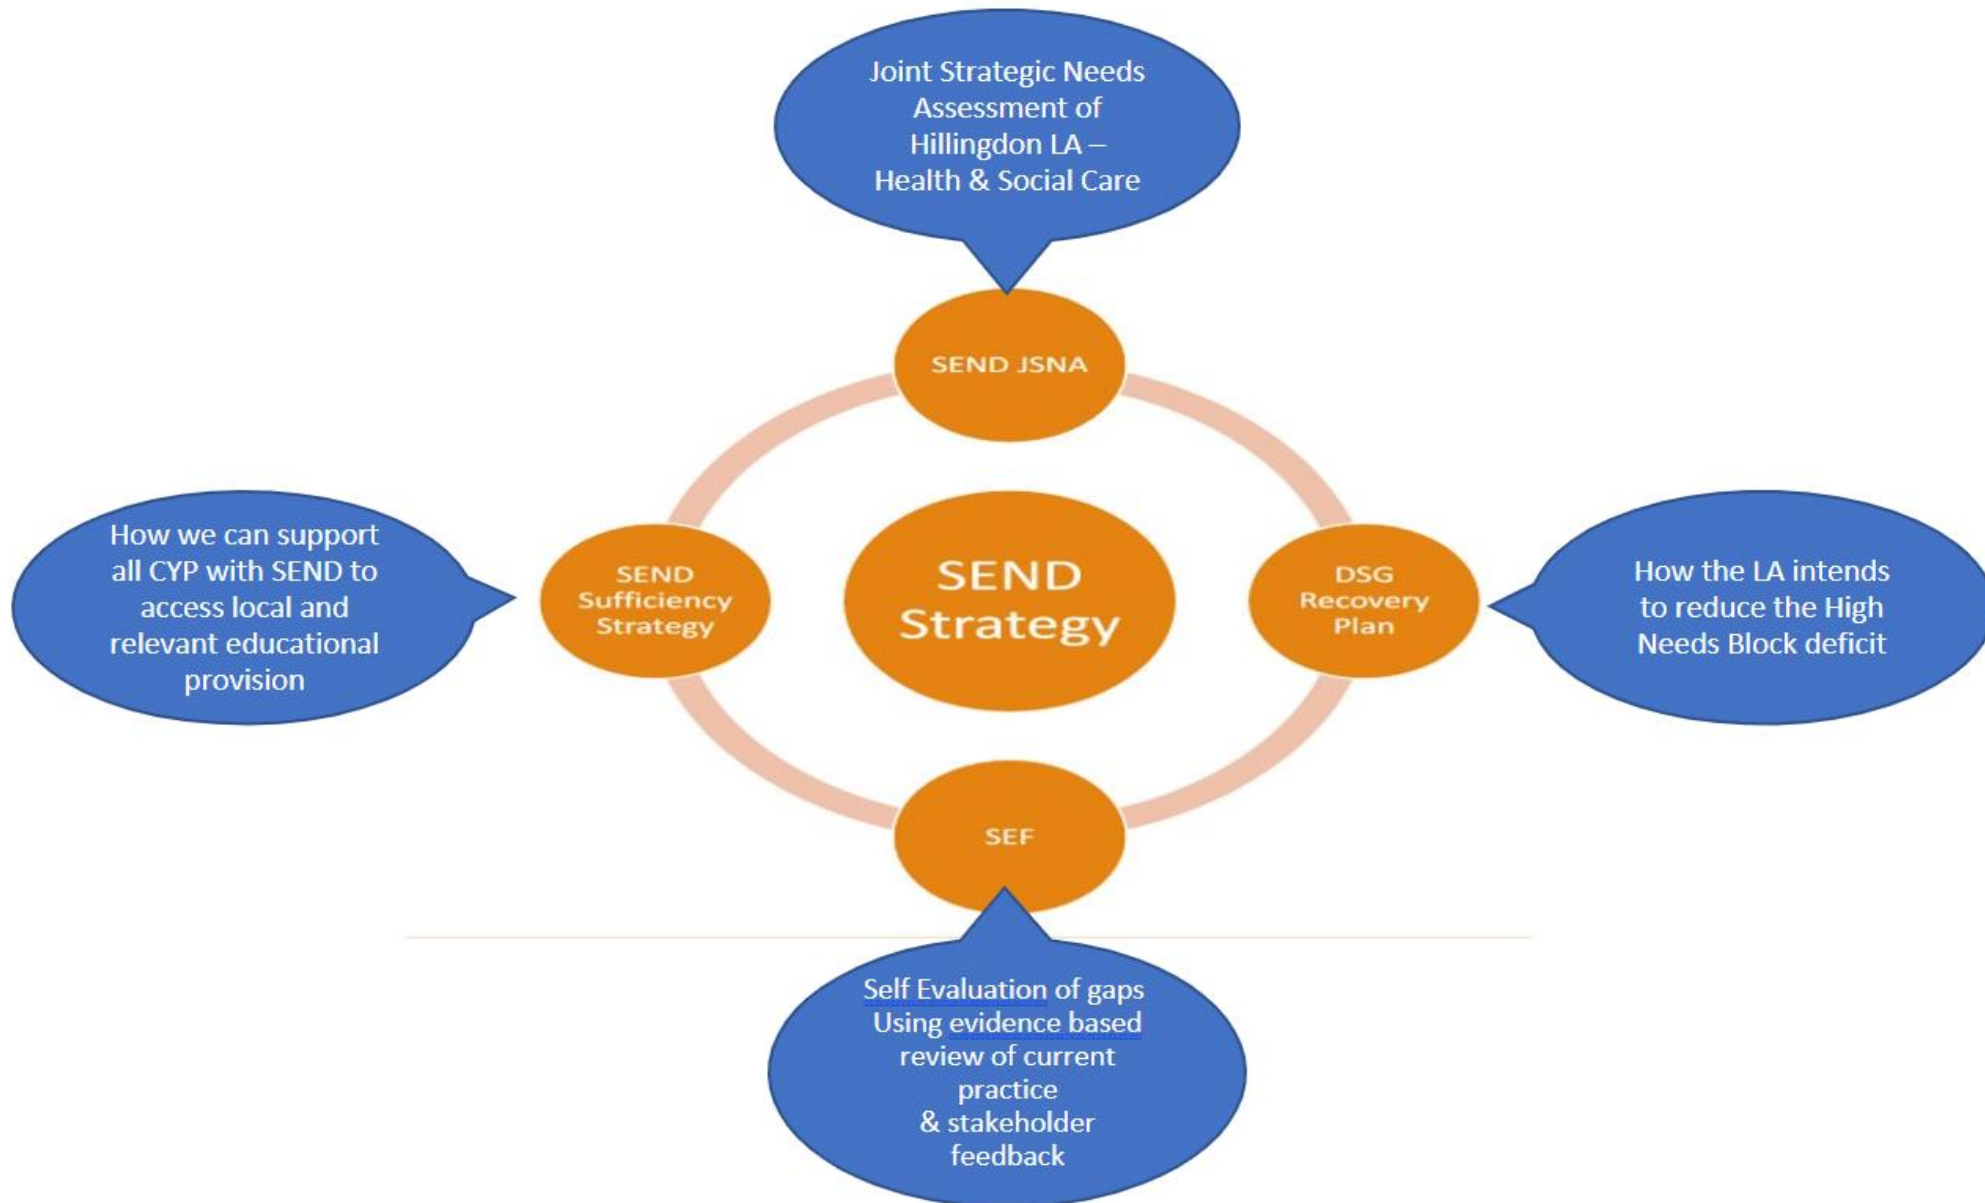 Joint Strategic Needs
Assessment of
Hillingdon LA –
Health & Social Care
SEND JSNA
How we can support
all CYP with SEND to
access local and
relevant educational
provision
SEND
Sufficiency
Strategy
SEND
Strategy
DSG
Recovery
Plan
How the LA intends
to reduce the High
Needs Block deficit
SEF
Self Evaluation of gaps
Using evidence based
review of current
practice
& stakeholder
feedback